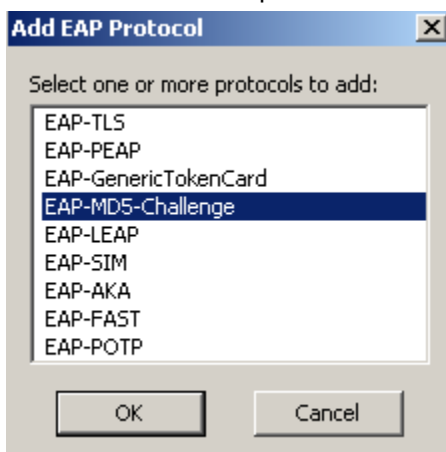 Add EAP Protocol
Select one or more protocols to add:
EAP-TLS
EAP-PEAP
EAP-GenericTokenCard
EAP-MD5-Challenge
EAP-LEAP
EAP-SIM
EAP-AKA
EAP-FAST
EAP-POTP
OK Cancel